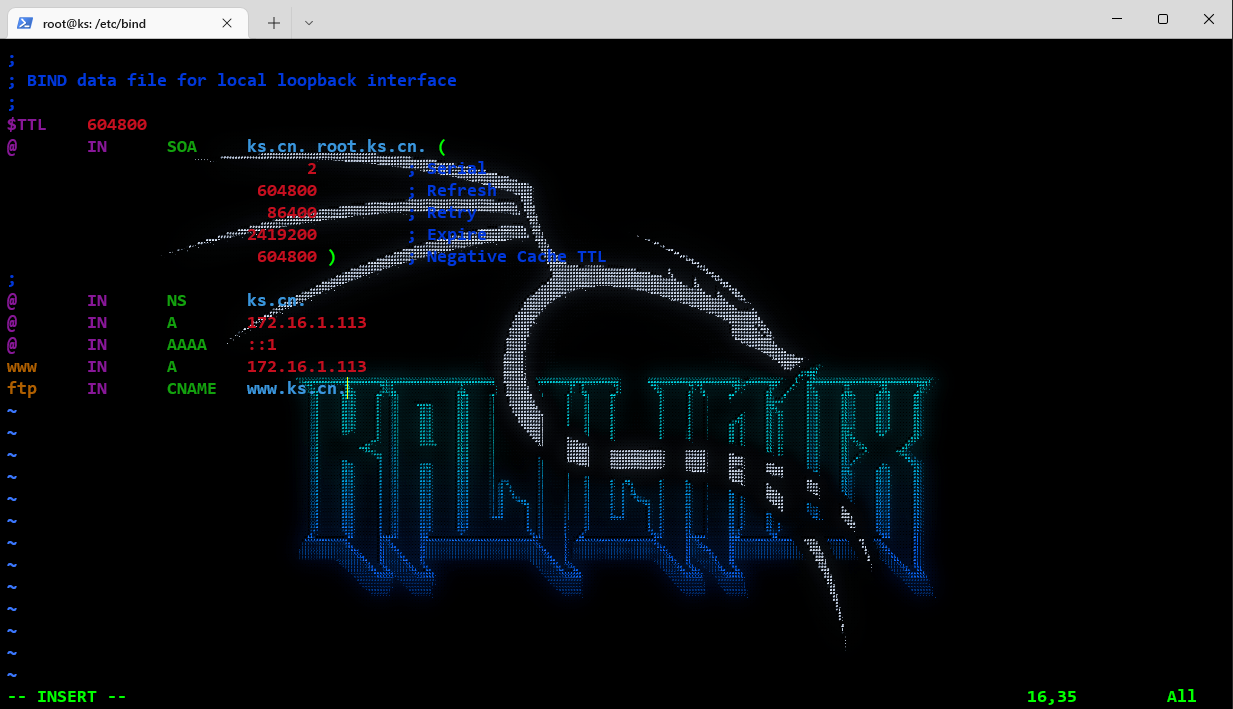 root@ks: /etc/bind
;
; BIND data file for local loopback interface
;
$TTL    604800
@       IN      SOA     ks.cn. root.ks.cn. (
                              2         ; Serial
                         604800         ; Refresh
                          86400         ; Retry
                        2419200         ; Expire
                         604800 )       ; Negative Cache TTL
;
@       IN      NS      ks.cn.
@       IN      A       172.16.1.113
@       IN      AAAA    ::1
www     IN      A       172.16.1.113
ftp     IN      CNAME   www.ks.cn.
~
~
~
~
~
~
~
~
~
~
~
~
~
KALI LINUX
-- INSERT --                                                                                          16,35         All